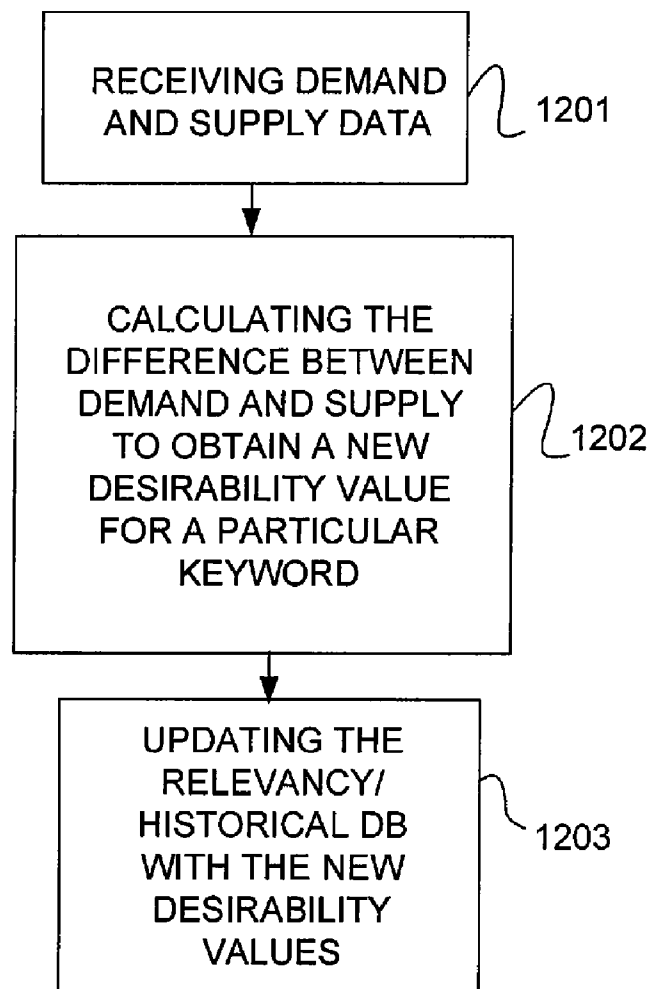 RECEIVING DEMAND
AND SUPPLY DATA
1201
CALCULATING THE
DIFFERENCE BETWEEN
DEMAND AND SUPPLY
TO OBTAIN A NEW
DESIRABILITY VALUE
FOR A PARTICULAR
KEYWORD
1202
UPDATING THE
RELEVANCY/
HISTORICAL DB
WITH THE NEW
DESIRABILITY
VALUES
1203